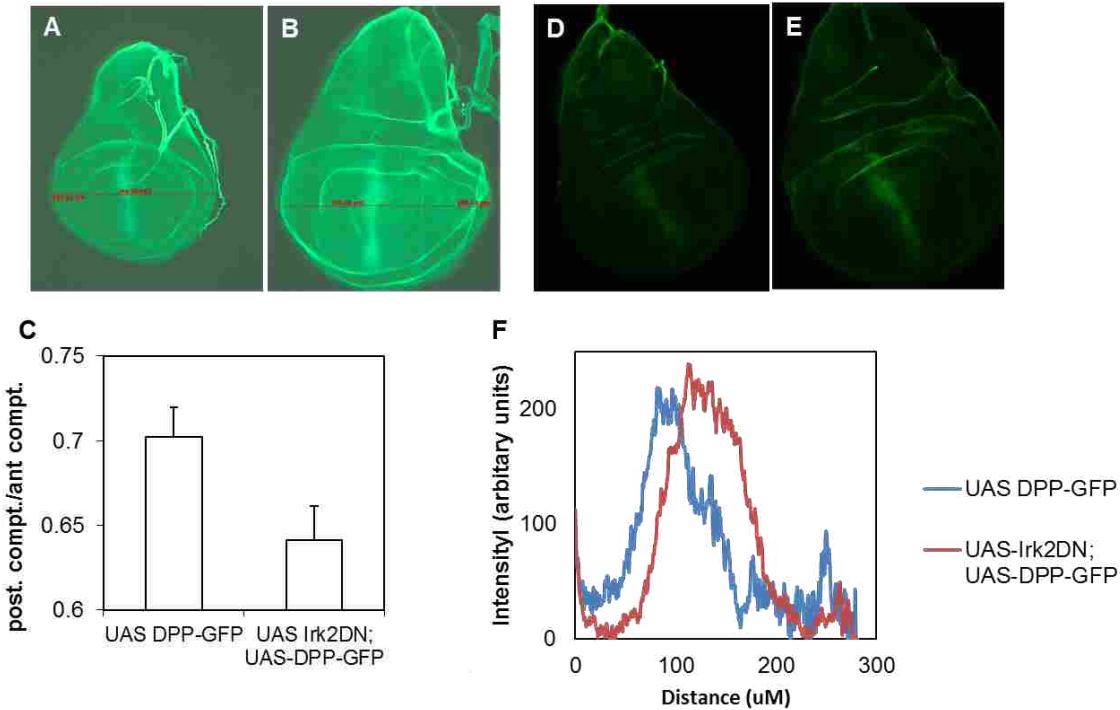 A
B
D
E
C
0.75
0.7
0.65
0.6
post. compt./ant compt.
UAS DPP-GFP
UAS Irk2DN;
UAS-DPP-GFP
F
200
100
0
Intensityl (arbitary units)
0
100
200
300
Distance (uM)
UAS DPP-GFP
UAS-Irk2DN;
UAS-DPP-GFP